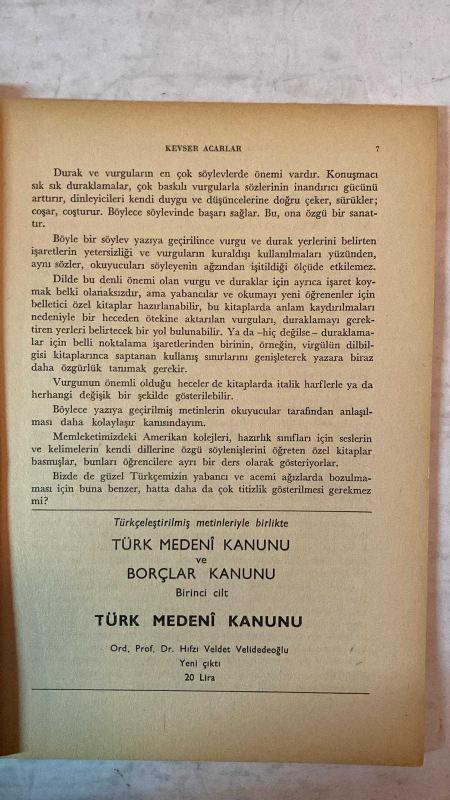 KEVSER ACARLAR 7
Durak ve vurguların en çok söylevlerde önemi vardır. Konuşmacı
sık sık duraklamalar, çok baskılı vurgularla sözlerinin inandırıcı gücünü
arttırır, dinleyicileri kendi duygu ve düşüncelerine doğru çeker, sürükler;
coşar, coşturur. Böylece söylevinde başarı sağlar. Bu, ona özgü bir sanat-
tır.
Böyle bir söylev yazıya geçirilince vurgu ve durak yerlerini belirten
işaretlerin yetersizliği ve vurguların kuraldışı kullanılmaları yüzünden,
aynı sözler, okuyucuları söyleyenin ağzından işitildiği ölçüde etkilemez.
Dilde bu denli önemi olan vurgu ve duraklar için ayrıca işaret koy-
mak belki olanaksızdır, ama yabancılar ve okumayı yeni öğrenenler için
belletici özel kitaplar hazırlanabilir, bu kitaplarda anlam kaydırılmaları
nedeniyle bir heceden ötekine aktarılan vurguları, duraklamayı gerek-
tiren yerleri belirtecek bir yol bulunabilir. Ya da –hiç değilse– duraklama-
lar için belli noktalama işaretlerinden birinin, örneğin, virgülün dilbil-
gisi kitaplarınca saptanan kullanış sınırlarını genişleterek yazara biraz
daha özgürlük tanımak gerekir.
Vurgunun önemli olduğu heceler de kitaplarda italik harflerle ya da
herhangi değişik bir şekilde gösterilebilir.
Böylece yazıya geçirilmiş metinlerin okuyucular tarafından anlaşıl-
ması daha kolaylaşır kanısındayım.
Memleketimizdeki Amerikan kolejleri, hazırlık sınıfları için seslerin
ve kelimelerin kendi dillerine özgü söylenişlerini öğreten özel kitaplar
basmışlar, bunları öğrencilere ayrı bir ders olarak gösteriyorlar.
Bizde de güzel Türkçemizin yabancı ve acemi ağızlarda bozulma-
ması için buna benzer, hatta daha da çok titizlik gösterilmesi gerekmez
mi?
Türkçeleştirilmiş metinleriyle birlikte
TÜRK MEDENÎ KANUNU
ve
BORÇLAR KANUNU
Birinci cilt
TÜRK MEDENÎ KANUNU
Ord. Prof. Dr. Hıfzı Veldet Velidedeoğlu
Yeni çıktı
20 Lira